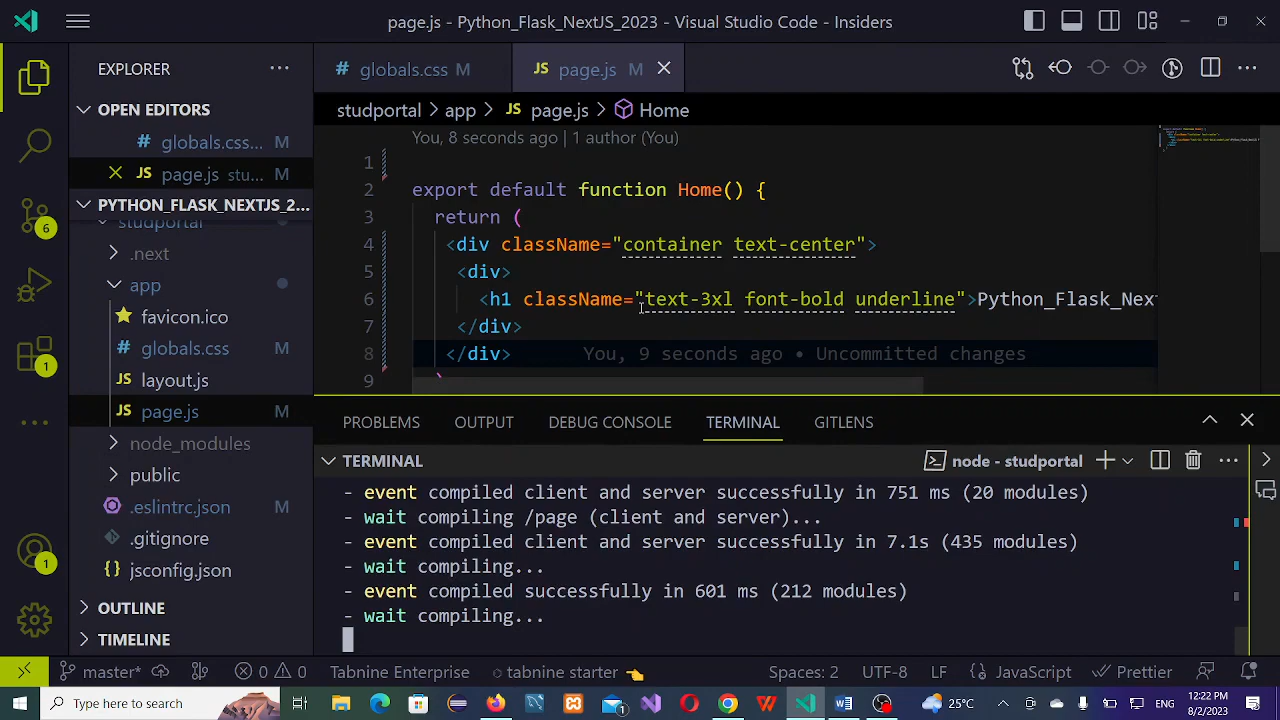 page.js - Python_Flask_NextJS_2023 - Visual Studio Code - Insiders
EXPLORER
OPEN EDITORS
# globals.css... M
JS page.js stu... M
PYTHON_FLASK_NEXTJS_2...
studportal
.next
app
favicon.ico
# globals.css M
layout.js
JS page.js M
node_modules
public
.eslintrc.json M
.gitignore
{} jsconfig.json
OUTLINE
TIMELINE
6
1
1
# globals.css M
JS page.js M
studportal app JS page.js Home
You, 8 seconds ago | 1 author (You)
1
2 export default function Home() {
3 return (
4 <div className="container text-center">
5 <div>
6 <h1 className="text-3xl font-bold underline">Python_Flask_Nex
7 </div>
8 </div> You, 9 seconds ago • Uncommitted changes
9 )
PROBLEMS OUTPUT DEBUG CONSOLE TERMINAL GITLENS
TERMINAL
node - studportal
- event compiled client and server successfully in 751 ms (20 modules)
- wait compiling /page (client and server)...
- event compiled client and server successfully in 7.1s (435 modules)
- wait compiling...
- event compiled successfully in 601 ms (212 modules)
- wait compiling...
master* 0 0 Tabnine Enterprise tabnine starter Spaces: 2 UTF-8 LF {} JavaScript Prettier
Type here to search
25°C ENG
12:22 PM
8/2/2023